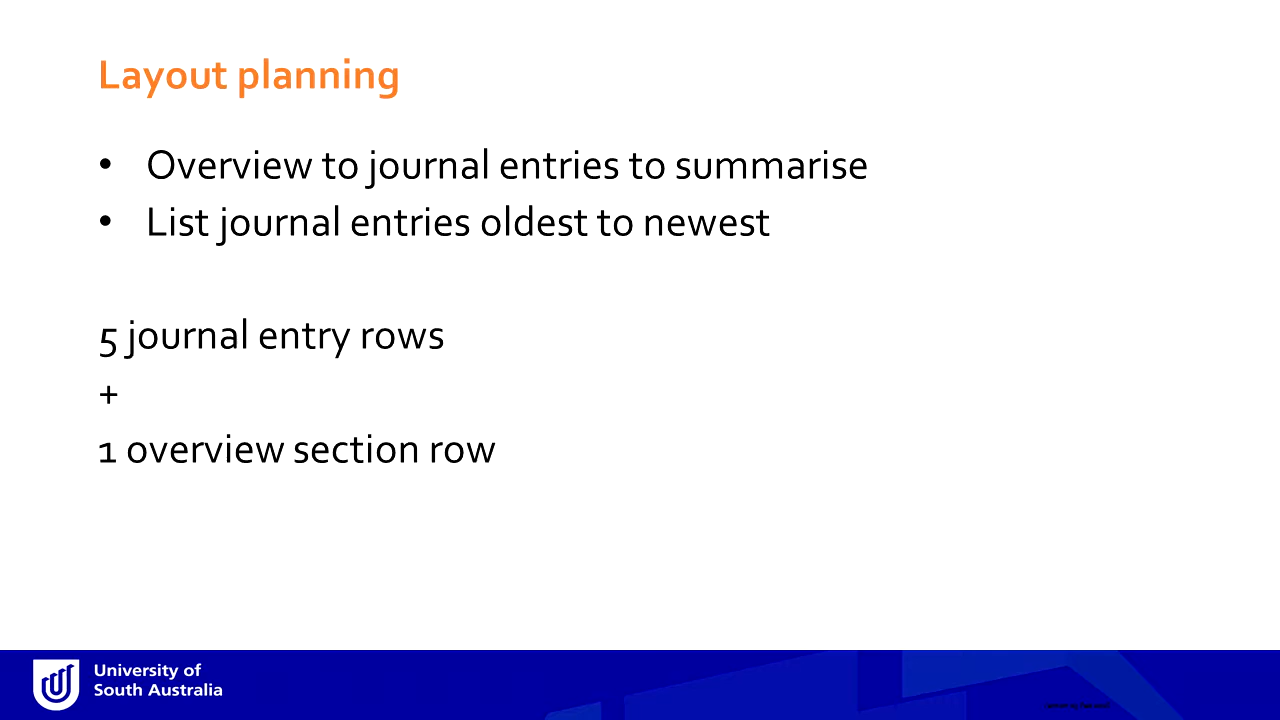 Layout planning
• Overview to journal entries to summarise
• List journal entries oldest to newest
5 journal entry rows
+
1 overview section row
University of
South Australia